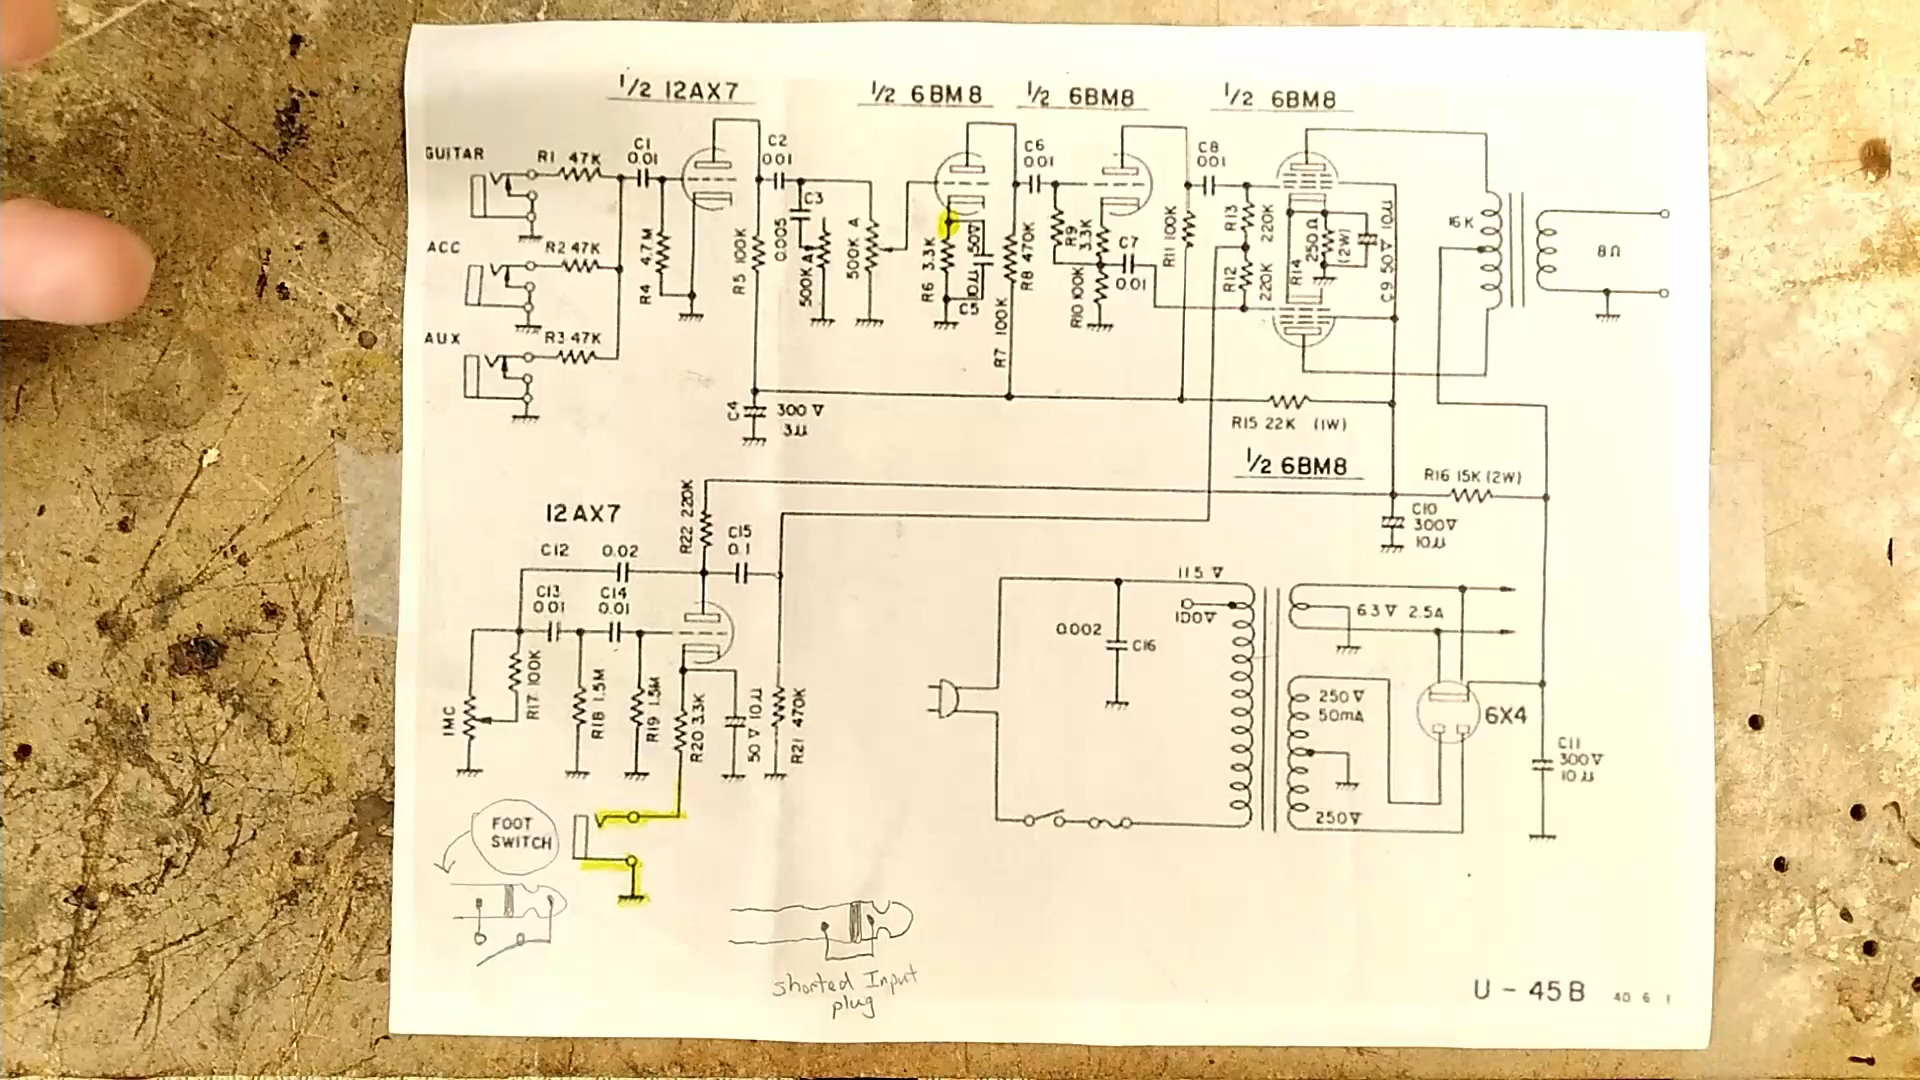 1/2 12AX7
1/2 6BM8
1/2 6BM8
1/2 6BM8
GUITAR
R1 47K
C1
0.01
C2
0.01
C6
0.01
C8
0.01
C3
0.005
R4 4.7M
R5 100K
500K A
500K A
R6 3.3K
C5 10μ 50V
R8 470K
R7 100K
R9 3.3K
C7
0.01
R10 100K
R11 100K
R13 220K
R12 220K
R14 250Ω (2W)
C9 50V 10μ
16K
8Ω
ACC
R2 47K
AUX
R3 47K
C4
300V
3μ
R15 22K (1W)
1/2 6BM8
R16 15K (2W)
C10
300V
10μ
12AX7
R22 220K
C15
0.1
C12 0.02
C13
0.01
C14
0.01
1MC
R17 100K
R18 1.5M
R19 1.5M
R20 3.3K
50V 10μ
R21 470K
115V
100V
0.002
C16
6.3V 2.5A
250V
50mA
250V
6X4
C11
300V
10μ
FOOT
SWITCH
shorted Input
plug
U-45B 40 6 1